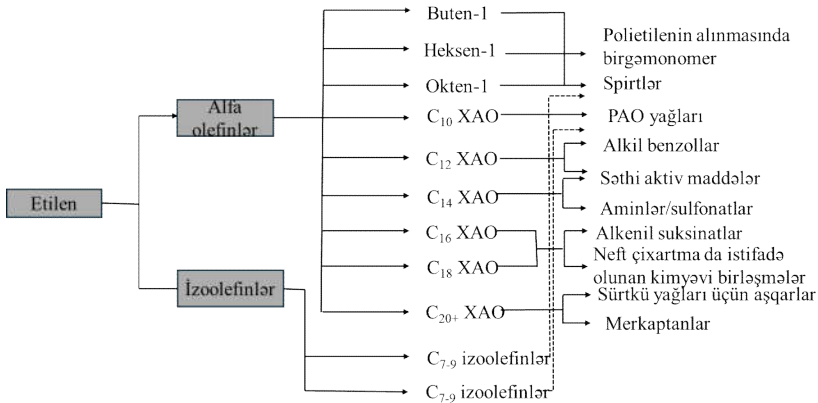 Buten-1
Heksen-1
Okten-1
Polietilenin alınmasında
birgəmonomer
Spirtlər
Alfa
olefinlər
C₁₀ XAO
PAO yağları
C₁₂ XAO
Alkil benzollar
Etilen
C₁₄ XAO
Səthi aktiv maddələr
Aminlər/sulfonatlar
C₁₆ XAO
Alkenil suksinatlar
C₁₈ XAO
Neft çixartma da istifadə
olunan kimyəvi birləşmələr
İzoolefinlər
C₂₀₊ XAO
Sürtkü yağları üçün aşqarlar
Merkaptanlar
C₇₋₉ izoolefinlər
C₇₋₉ izoolefinlər